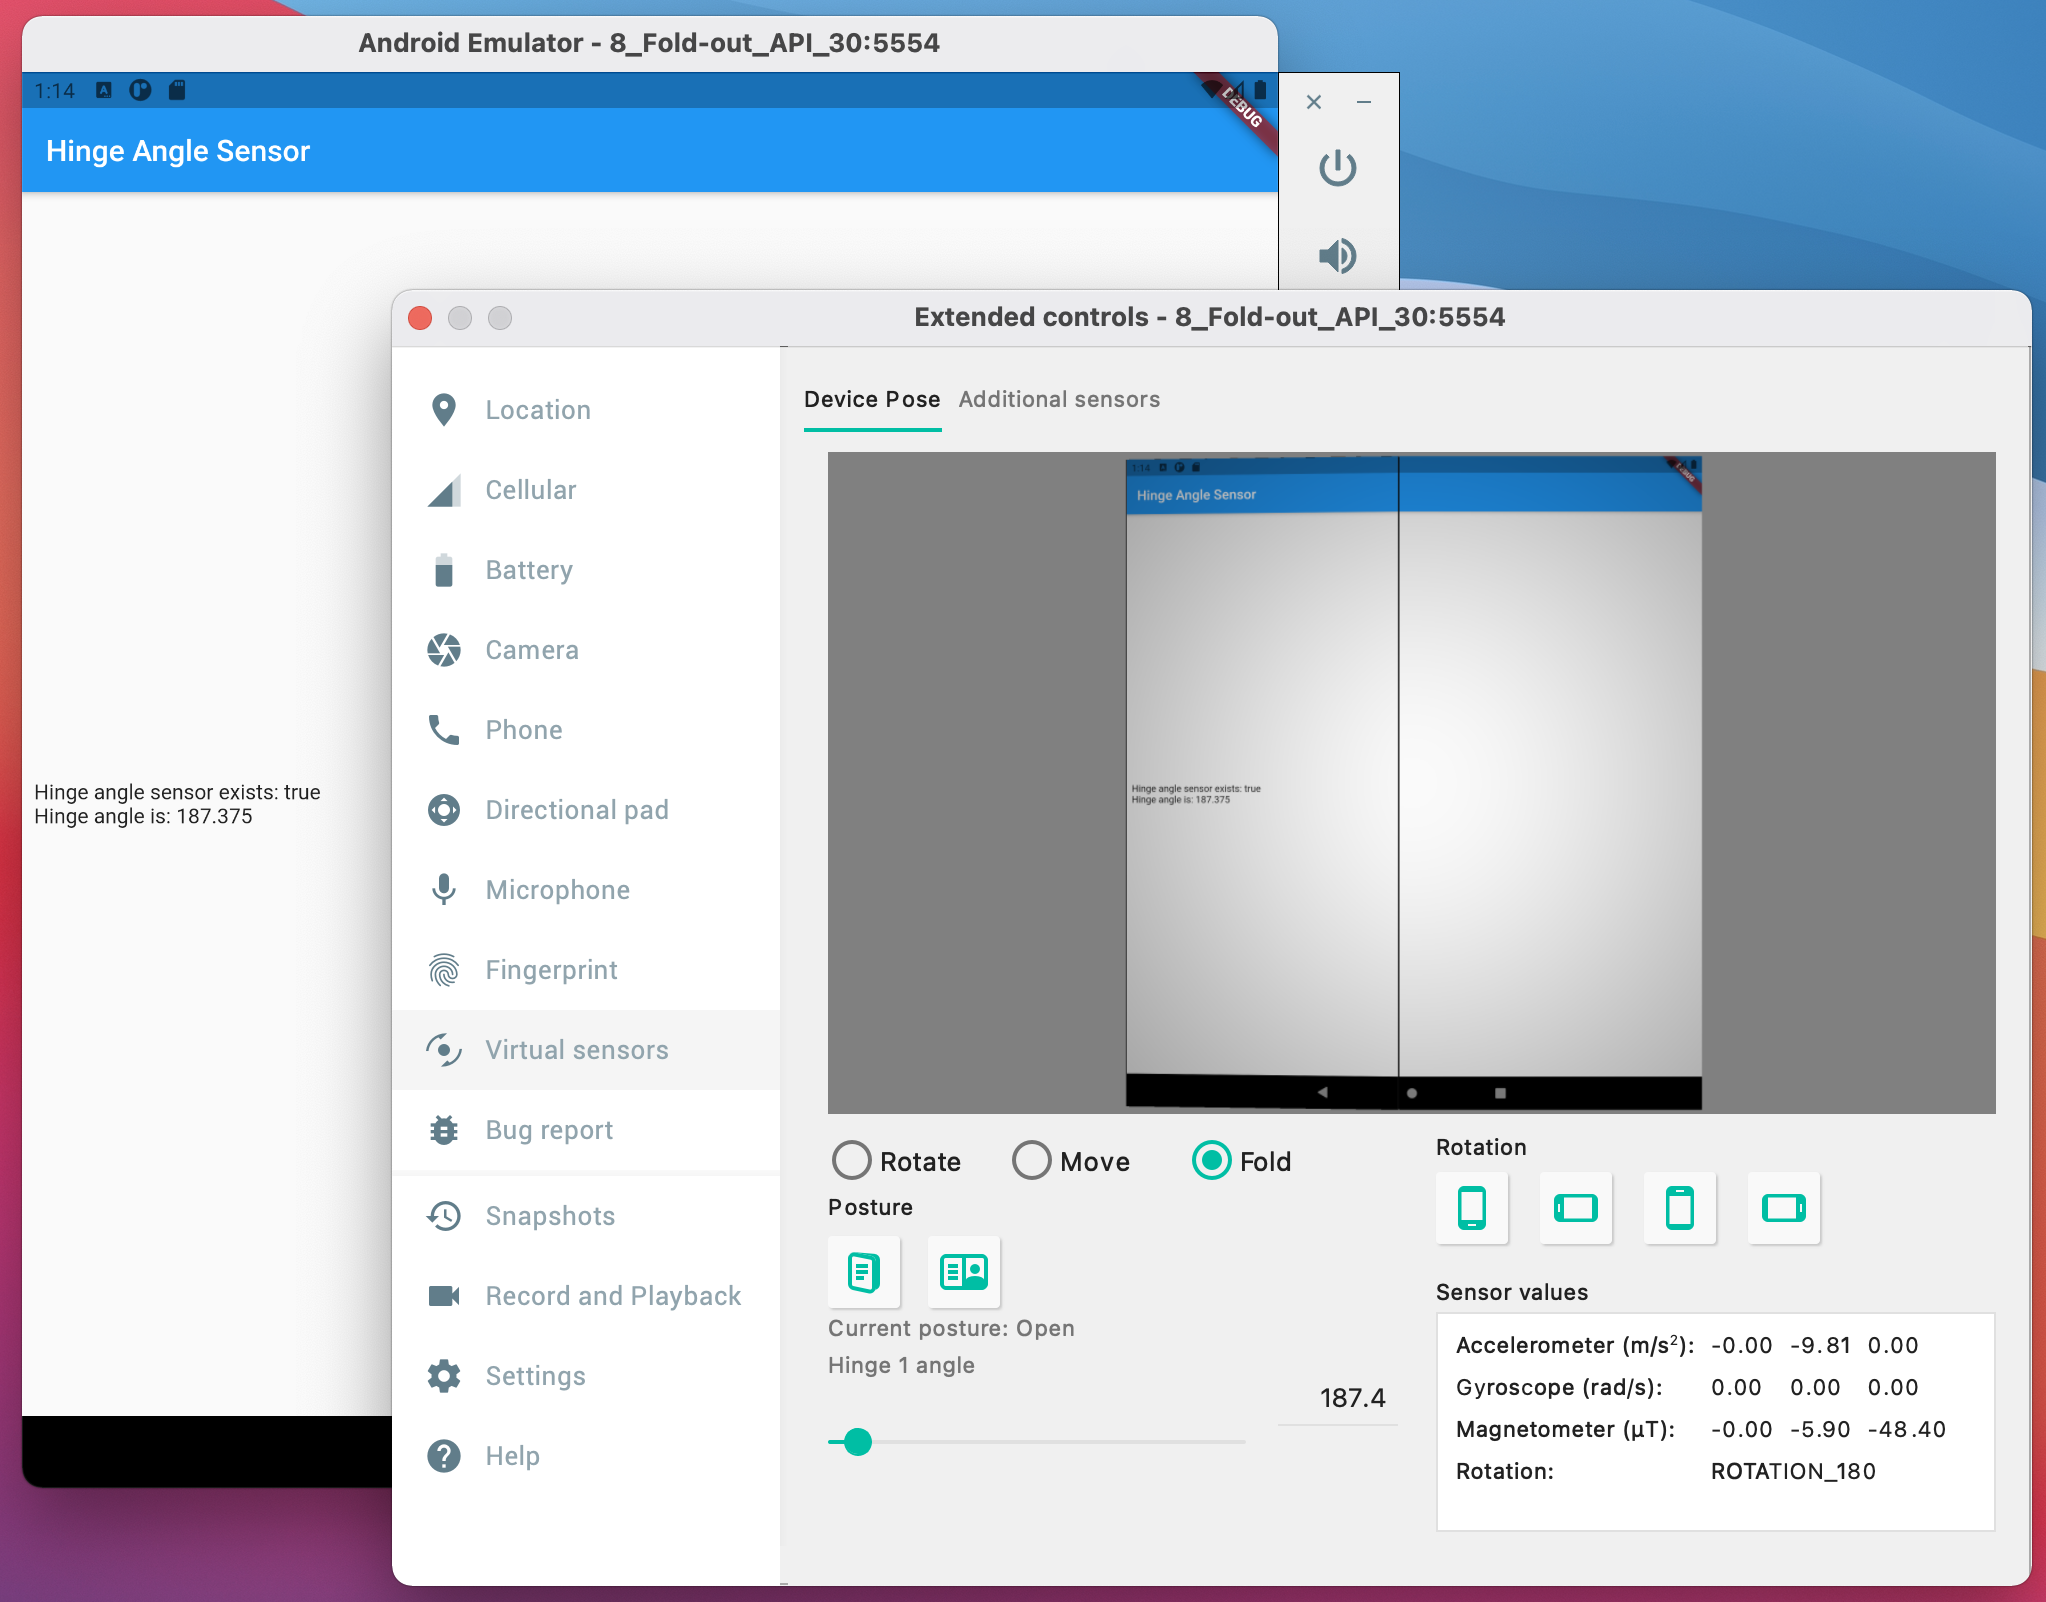 Android Emulator - 8_Fold-out_API_30:5554
1:14
DEBUG
Hinge Angle Sensor
Hinge angle sensor exists: true
Hinge angle is: 187.375
Extended controls - 8_Fold-out_API_30:5554
Location
Cellular
Battery
Camera
Phone
Directional pad
Microphone
Fingerprint
Virtual sensors
Bug report
Snapshots
Record and Playback
Settings
Help
Device Pose Additional sensors
1:14
DEBUG
Hinge Angle Sensor
Hinge angle sensor exists: true
Hinge angle is: 187.375
Rotate Move Fold
Posture
Current posture: Open
Hinge 1 angle
187.4
Rotation
Sensor values
Accelerometer (m/s²): -0.00 -9.81 0.00
Gyroscope (rad/s): 0.00 0.00 0.00
Magnetometer (μT): -0.00 -5.90 -48.40
Rotation: ROTATION_180